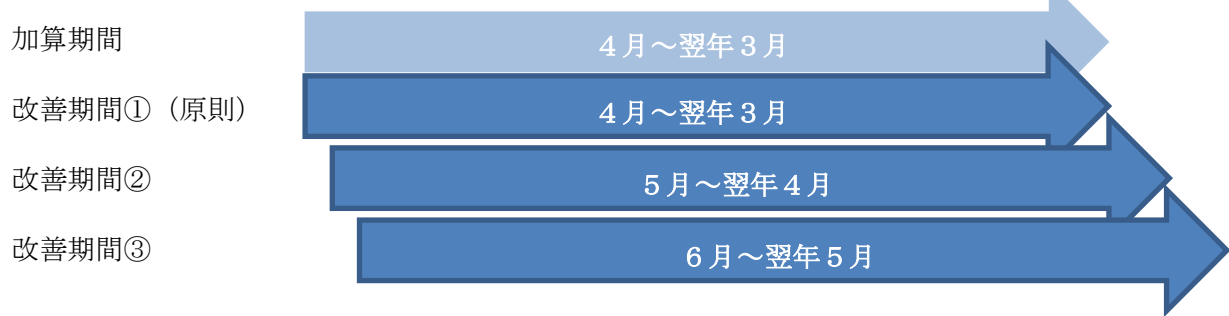 加算期間
４月～翌年３月
改善期間①（原則）
４月～翌年３月
改善期間②
５月～翌年４月
改善期間③
６月～翌年５月